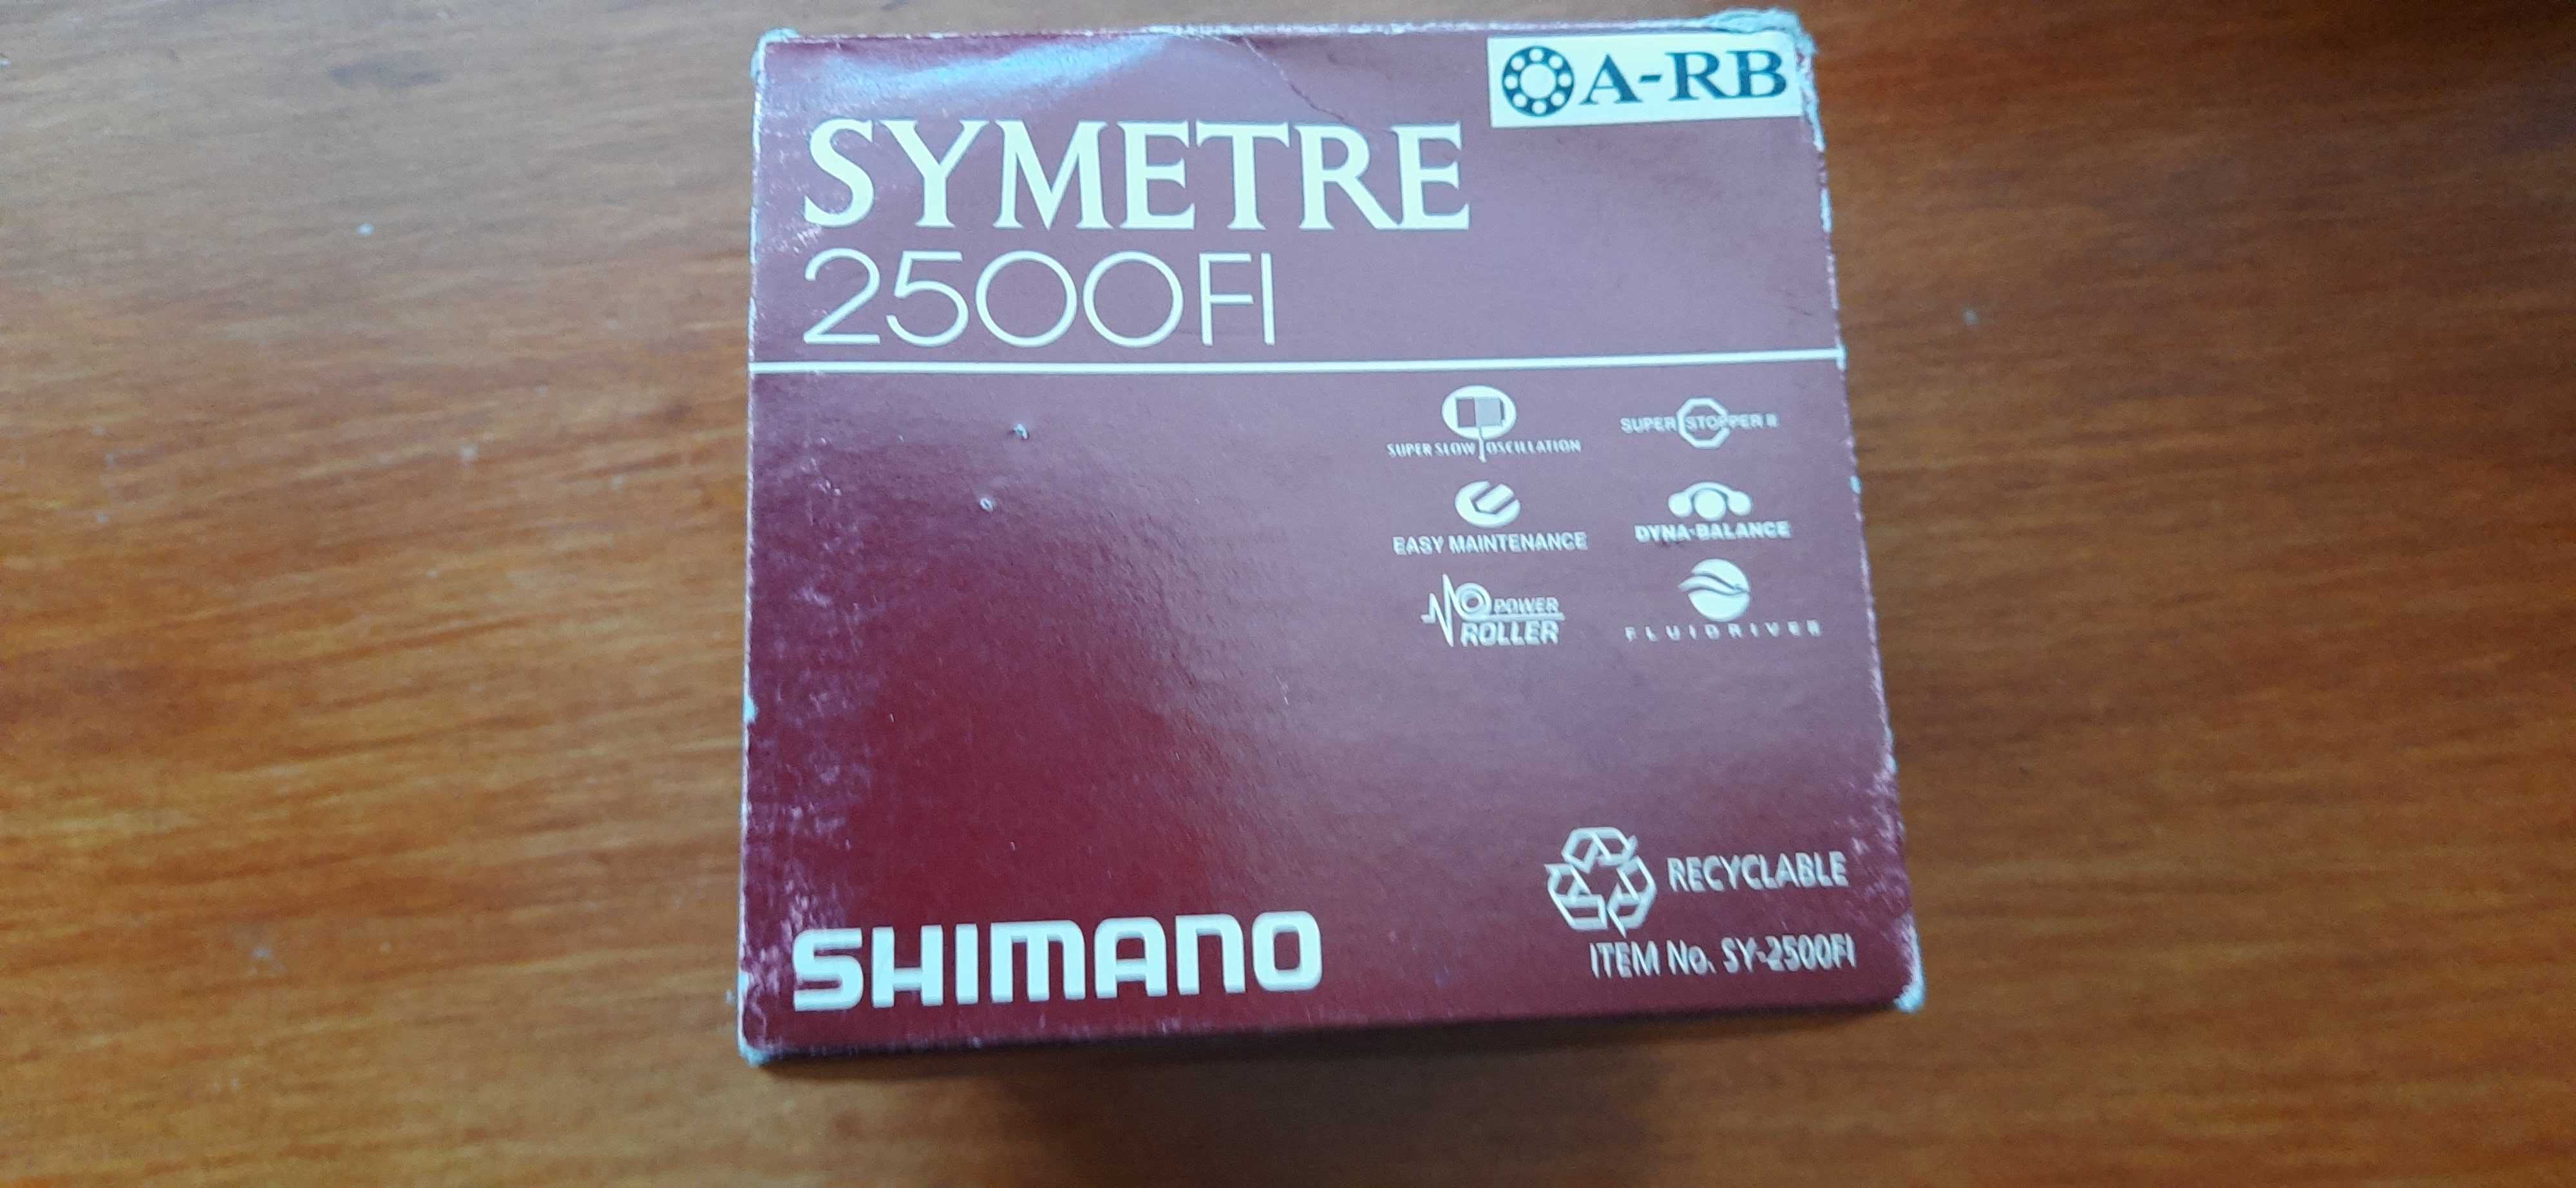 A-RB
SYMETRE
2500FI
SUPER SLOW OSCILLATION
SUPER STOPPER II
EASY MAINTENANCE
DYNA-BALANCE
POWER
ROLLER
FLUIDRIVE II
SHIMANO
RECYCLABLE
ITEM No. SY-2500FI